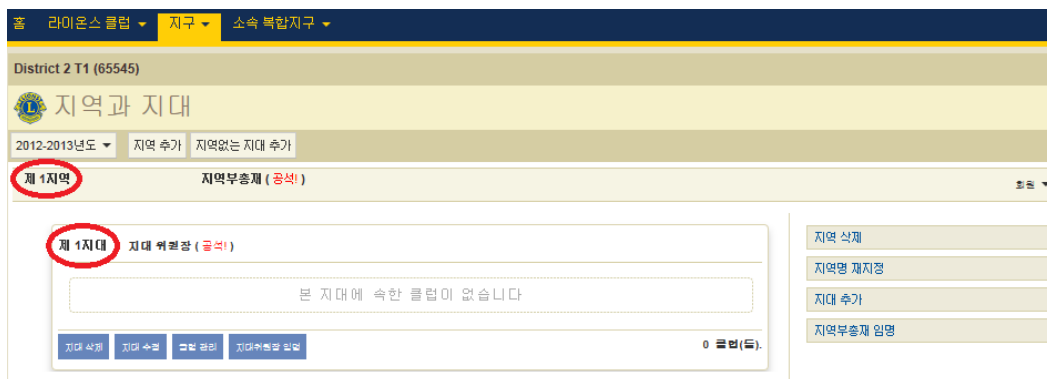 홈 라이온스 클럽 지구 소속 복합지구
District 2 T1 (65545)
지역과 지대
2012-2013년도 지역 추가 지역없는 지대 추가
제 1지역 지역부총재 ( 공석! )
회원
제 1지대 지대 위원장 ( 공석! )
본 지대에 속한 클럽이 없습니다
지대 삭제 지대 수정 클럽 관리 지대위원장 임명
0 클럽(들).
지역 삭제
지역명 재지정
지대 추가
지역부총재 임명